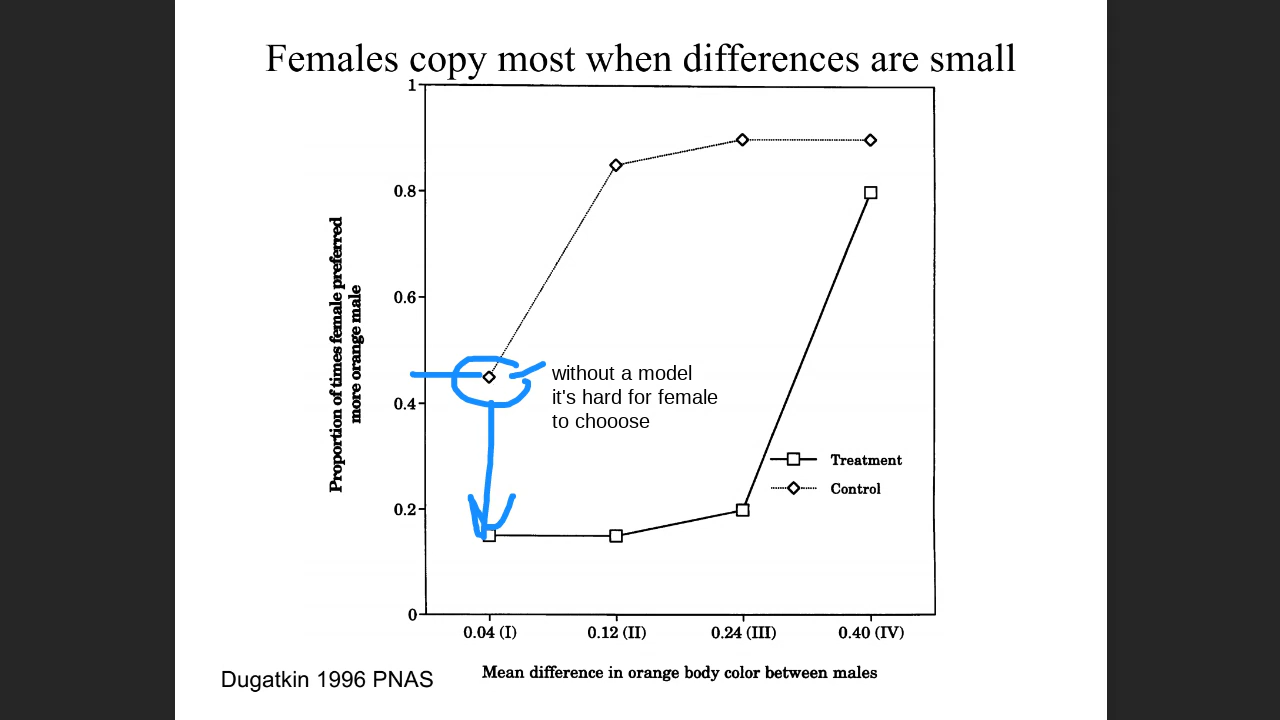 Females copy most when differences are small
1
0.8
0.6
0.4
0.2
0
Proportion of times female preferred
more orange male
without a model
it's hard for female
to chooose
Treatment
Control
0.04 (I)
0.12 (II)
0.24 (III)
0.40 (IV)
Mean difference in orange body color between males
Dugatkin 1996 PNAS